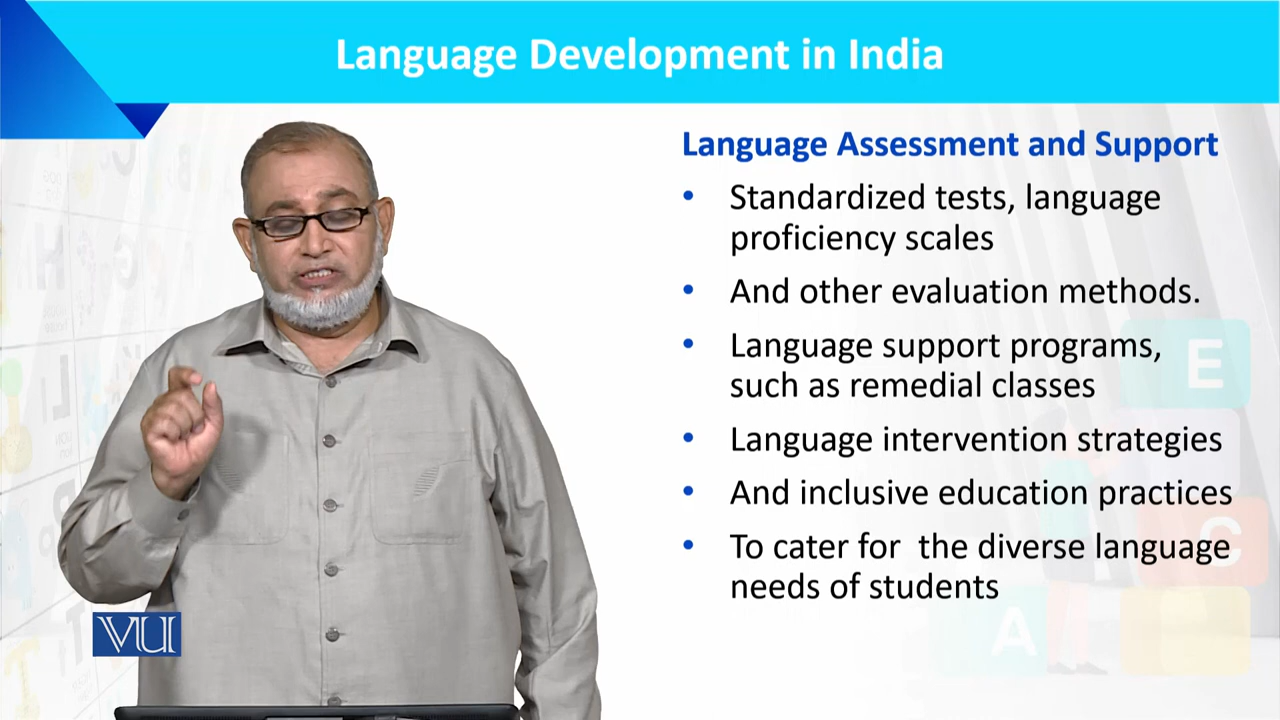 Language Development in India
Language Assessment and Support
• Standardized tests, language
proficiency scales
• And other evaluation methods.
• Language support programs,
such as remedial classes
• Language intervention strategies
• And inclusive education practices
• To cater for  the diverse language
needs of students
VU
E
C
A